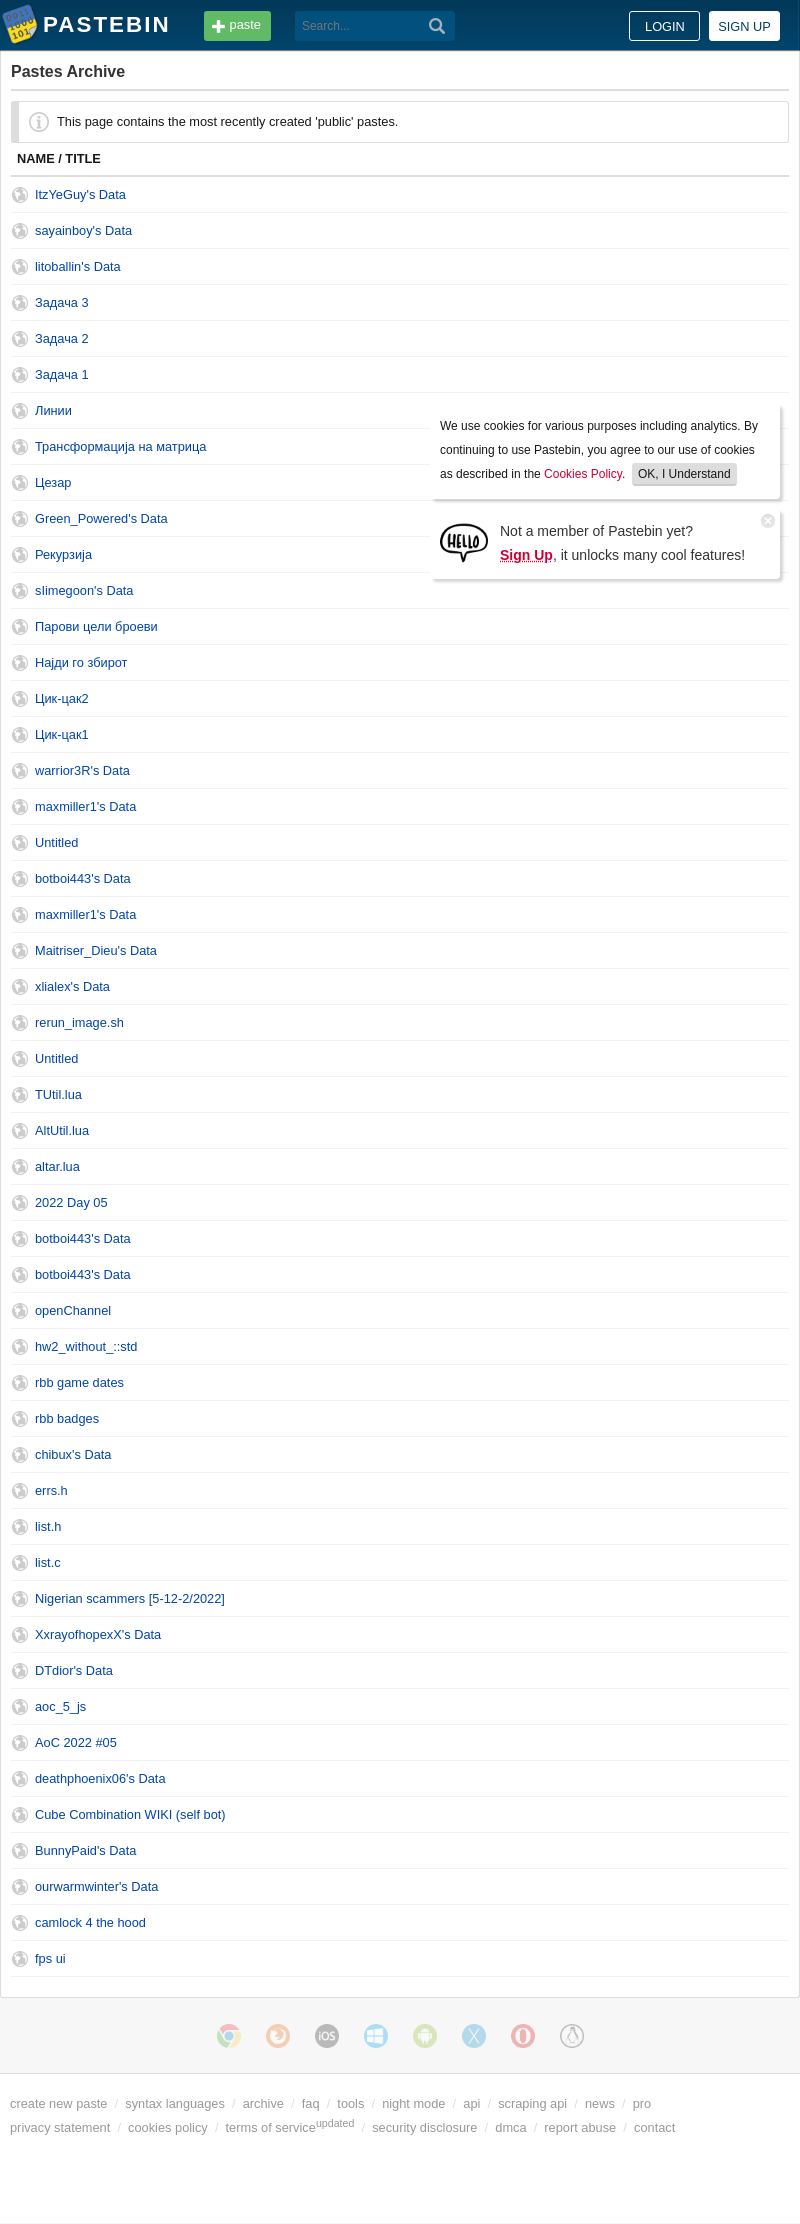 PASTEBIN
paste
Search...
LOGIN
SIGN UP
Pastes Archive
This page contains the most recently created 'public' pastes.
NAME / TITLE
ItzYeGuy's Data
sayainboy's Data
litoballin's Data
Задача 3
Задача 2
Задача 1
Линии
Трансформација на матрица
Цезар
Green_Powered's Data
Рекурзија
slimegoon's Data
Парови цели броеви
Најди го збирот
Цик-цак2
Цик-цак1
warrior3R's Data
maxmiller1's Data
Untitled
botboi443's Data
maxmiller1's Data
Maitriser_Dieu's Data
xlialex's Data
rerun_image.sh
Untitled
TUtil.lua
AltUtil.lua
altar.lua
2022 Day 05
botboi443's Data
botboi443's Data
openChannel
hw2_without_::std
rbb game dates
rbb badges
chibux's Data
errs.h
list.h
list.c
Nigerian scammers [5-12-2/2022]
XxrayofhopexX's Data
DTdior's Data
aoc_5_js
AoC 2022 #05
deathphoenix06's Data
Cube Combination WIKI (self bot)
BunnyPaid's Data
ourwarmwinter's Data
camlock 4 the hood
fps ui
We use cookies for various purposes including analytics. By
continuing to use Pastebin, you agree to our use of cookies
as described in the Cookies Policy. OK, I Understand
HELLO
Not a member of Pastebin yet?
Sign Up, it unlocks many cool features!
iOS
create new paste / syntax languages / archive / faq / tools / night mode / api / scraping api / news / pro
privacy statement / cookies policy / terms of serviceupdated / security disclosure / dmca / report abuse / contact